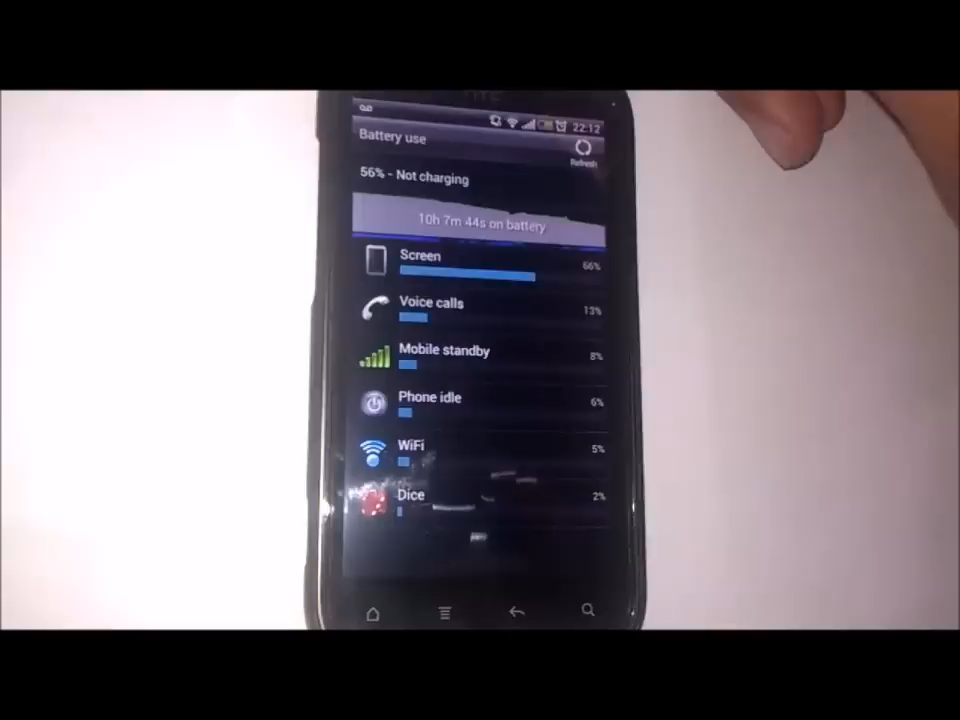 hTC
22:12
Battery use
Refresh
56% - Not charging
10h 7m 44s on battery
Screen
66%
Voice calls
13%
Mobile standby
8%
Phone idle
6%
WiFi
5%
Dice
2%